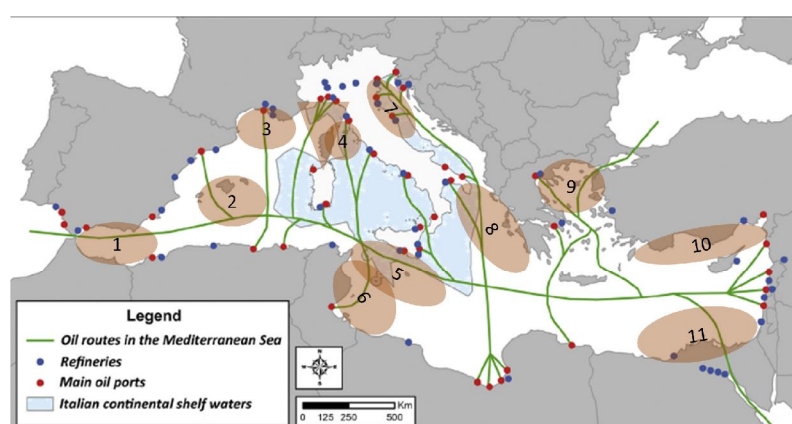 3
4
7
2
9
1
8
10
5
6
11
Legend
Oil routes in the Mediterranean Sea
Refineries
Main oil ports
Italian continental shelf waters
N
W E
S
Km
0 125 250 500